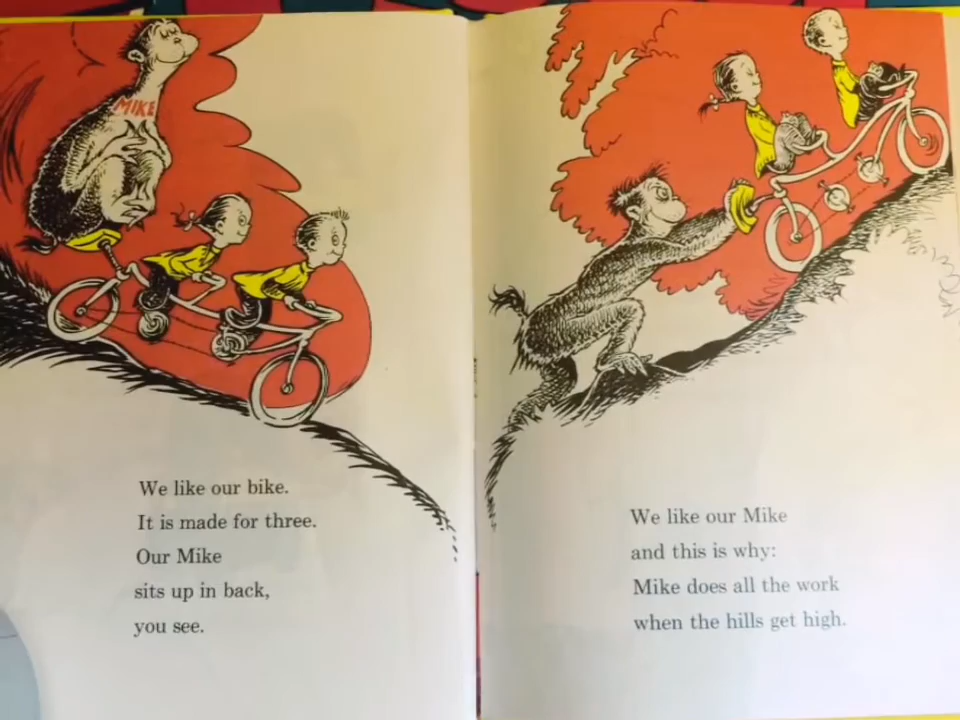 MIKE
We like our bike.
It is made for three.
Our Mike
sits up in back,
you see.
We like our Mike
and this is why:
Mike does all the work
when the hills get high.